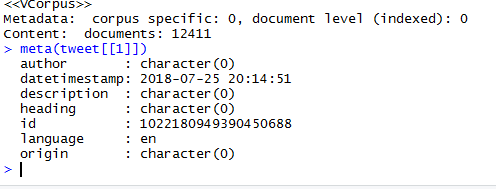 <<VCorpus>>
Metadata:  corpus specific: 0, document level (indexed): 0
Content:  documents: 12411
> meta(tweet[[1]])
  author       : character(0)
  datetimestamp: 2018-07-25 20:14:51
  description  : character(0)
  heading      : character(0)
  id           : 1022180949390450688
  language     : en
  origin       : character(0)
>